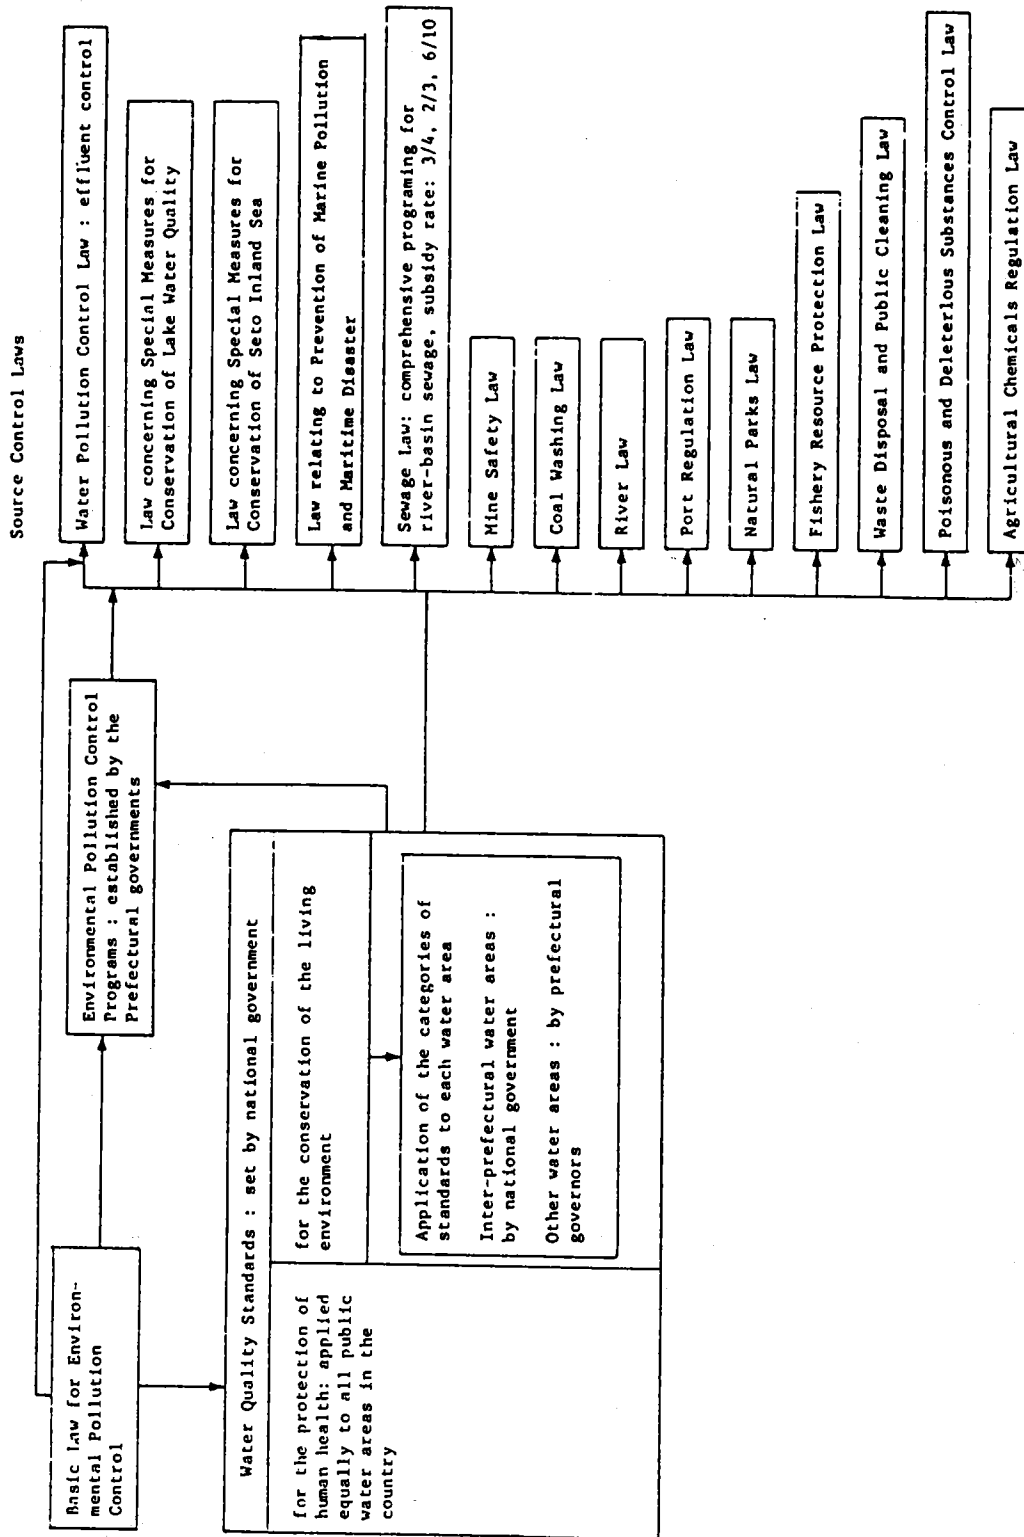 Source Control Laws
Basic Law for Environ-
mental Pollution
Control
Environmental Pollution Control
Programs : established by the
Prefectural governments
Water Quality Standards : set by national government
for the protection of
human health: applied
equally to all public
water areas in the
country
for the conservation of the living
environment
Application of the categories of
standards to each water area
Inter-prefectural water areas :
by national government
Other water areas : by prefectural
governors
Water Pollution Control Law : effluent control
Law concerning Special Measures for
Conservation of Lake Water Quality
Law concerning Special Measures for
Conservation of Seto Inland Sea
Law relating to Prevention of Marine Pollution
and Maritime Disaster
Sewage Law: comprehensive programing for
river-basin sewage, subsidy rate: 3/4, 2/3, 6/10
Mine Safety Law
Coal Washing Law
River Law
Port Regulation Law
Natural Parks Law
Fishery Resource Protection Law
Waste Disposal and Public Cleaning Law
Poisonous and Deleterious Substances Control Law
Agricultural Chemicals Regulation Law